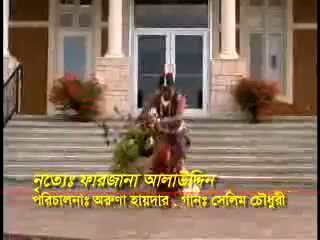 নৃত্যেঃ ফারজানা আলাউদ্দিন
পরিচালনাঃ অরুণা হায়দার , গানঃ সেলিম চৌধুরী